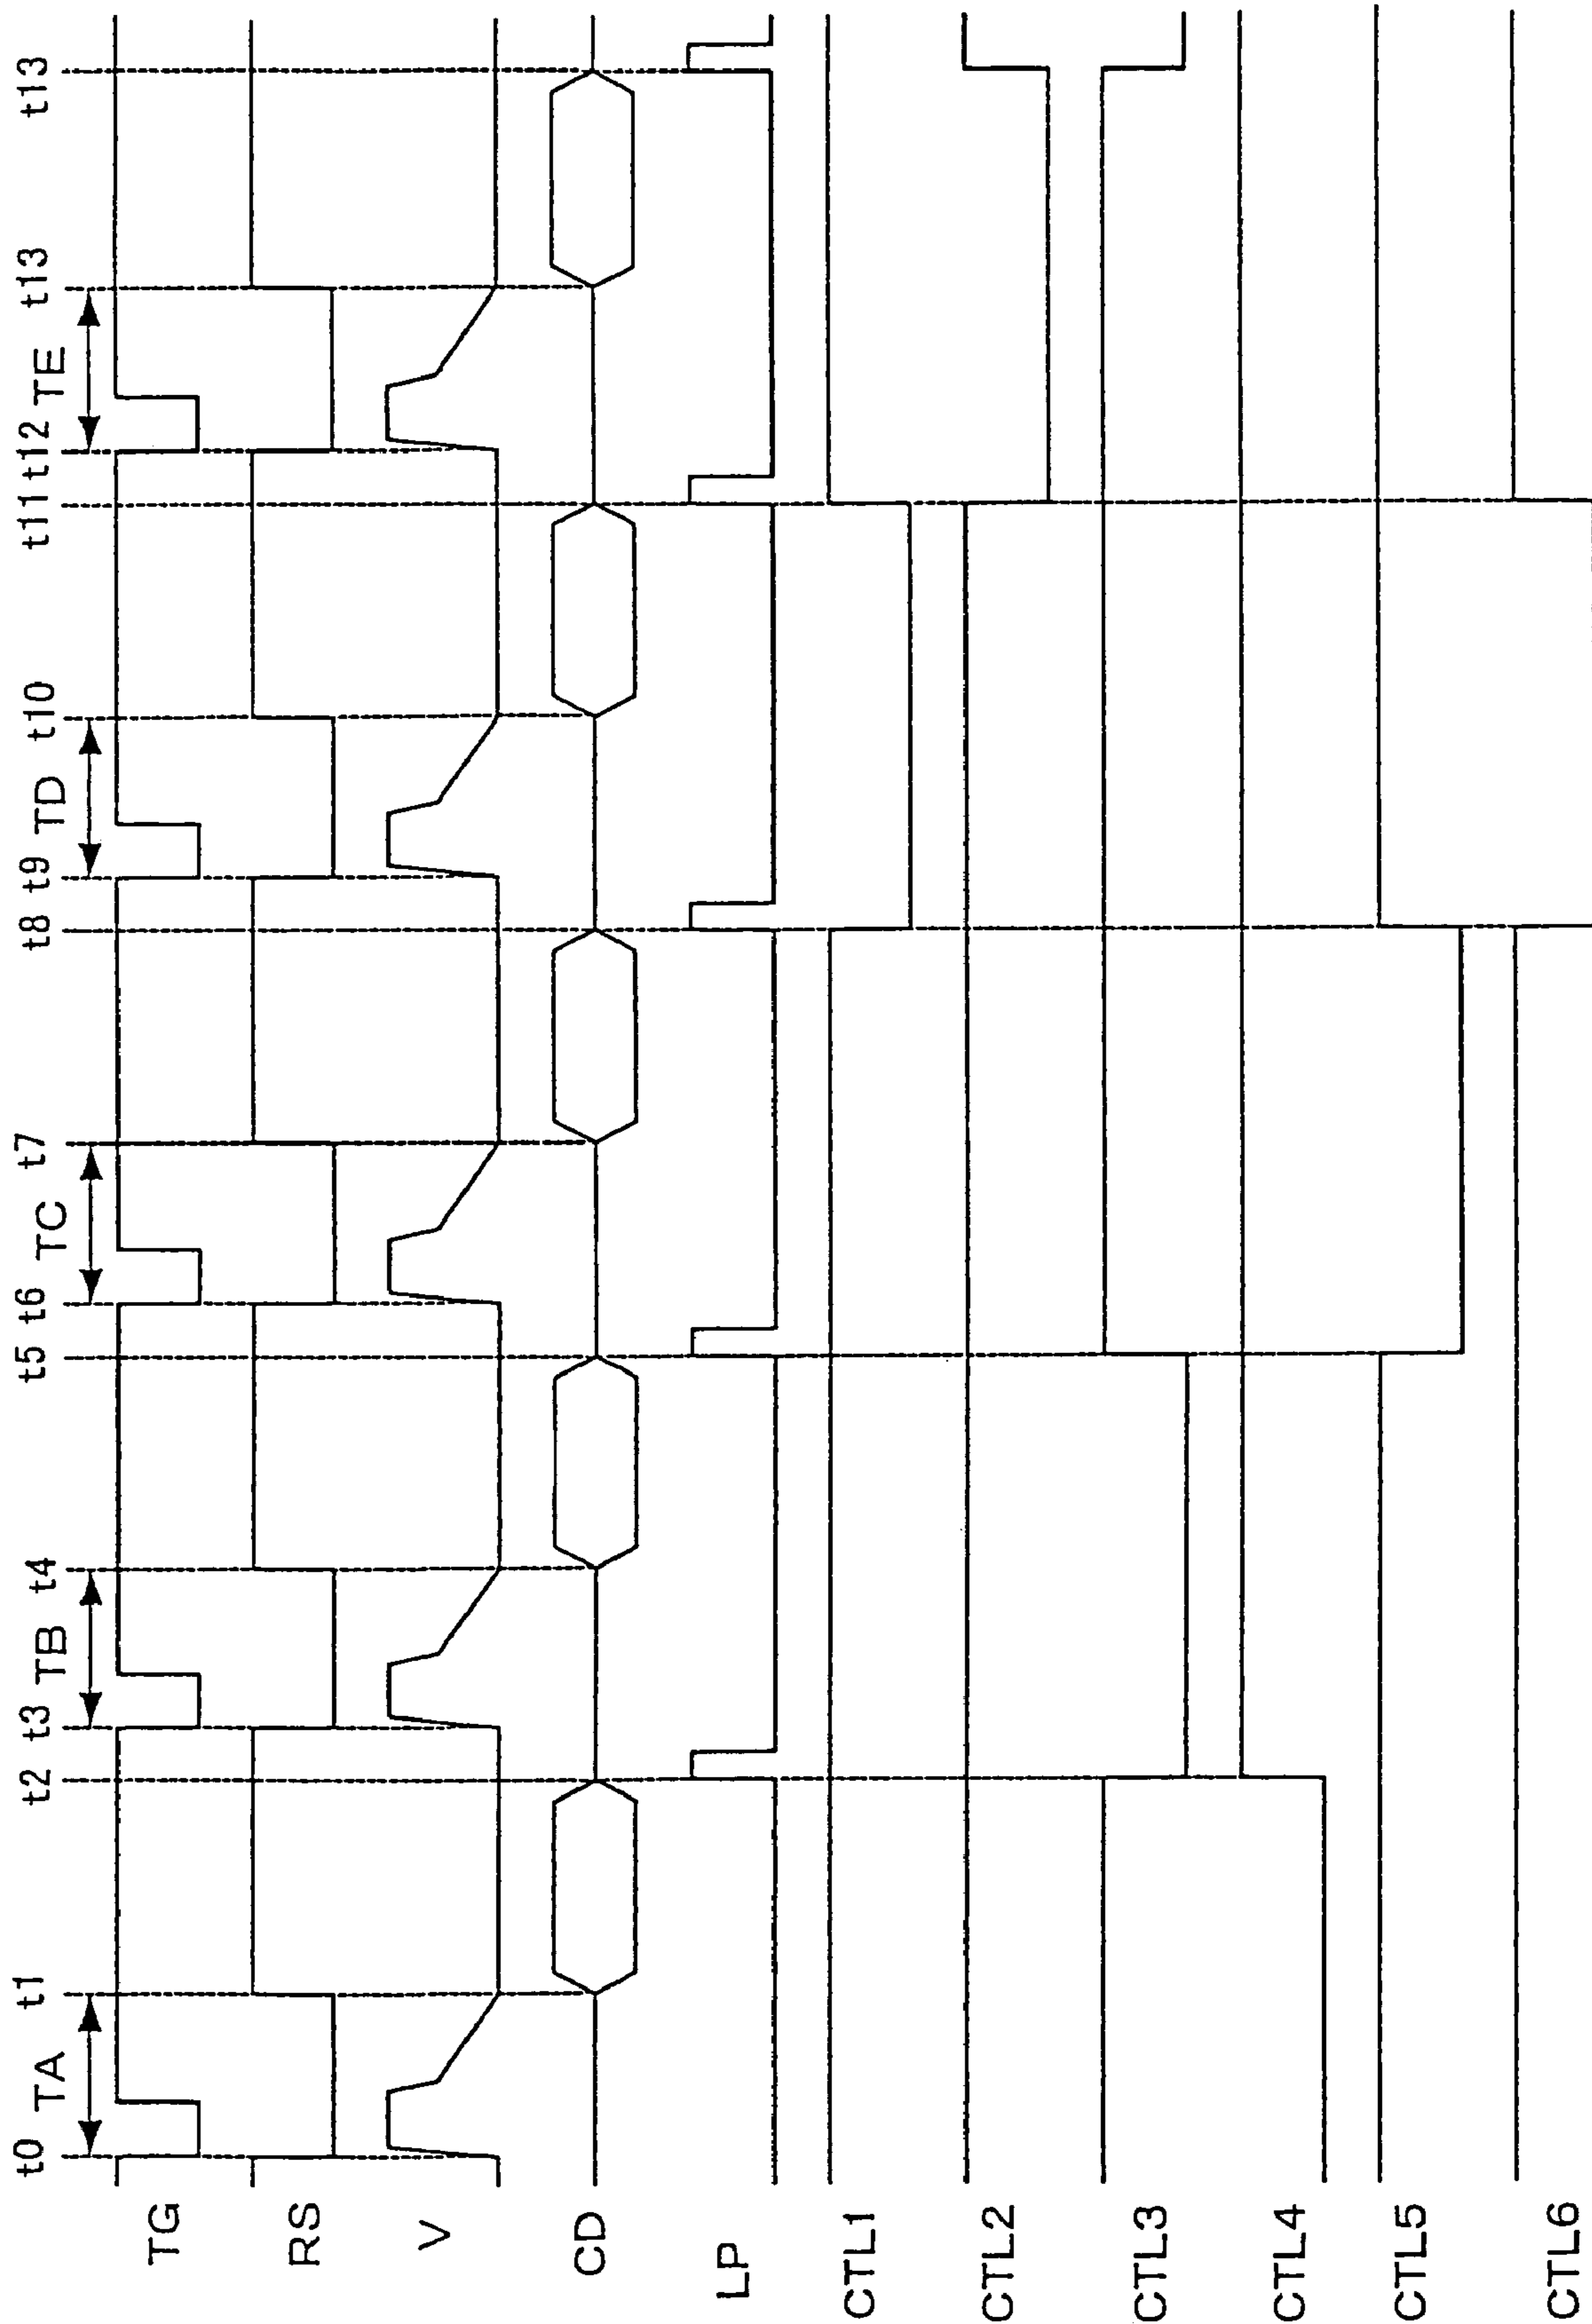 t0 TA t1 t2 t3 TB t4 t5 t6 TC t7 t8 t9 TD t10 t11 t12 TE t13 t13
TG
RS
V
CD
LP
CTL1
CTL2
CTL3
CTL4
CTL5
CTL6